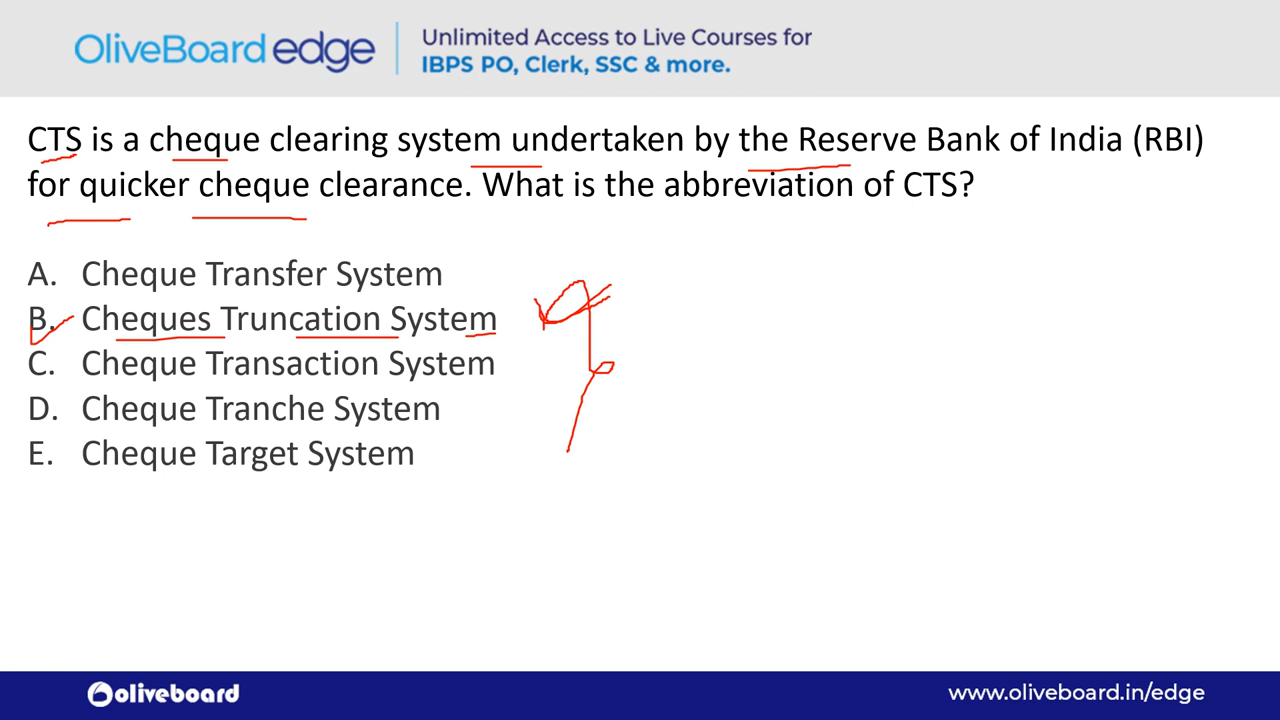 OliveBoard edge
Unlimited Access to Live Courses for
IBPS PO, Clerk, SSC & more.
CTS is a cheque clearing system undertaken by the Reserve Bank of India (RBI)
for quicker cheque clearance. What is the abbreviation of CTS?
A. Cheque Transfer System
B. Cheques Truncation System
C. Cheque Transaction System
D. Cheque Tranche System
E. Cheque Target System
oliveboard
www.oliveboard.in/edge